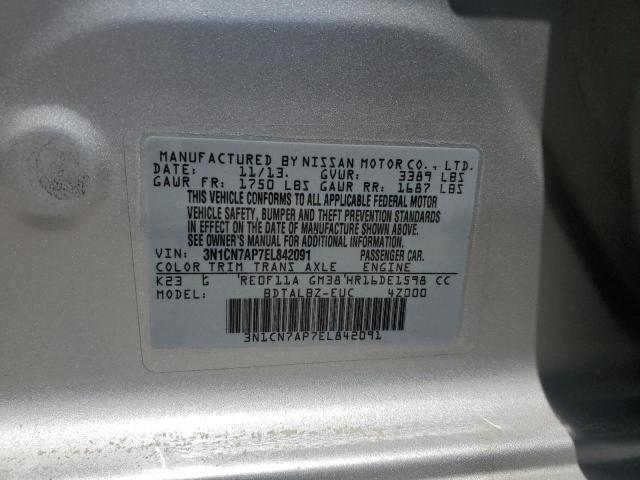 MANUFACTURED BY NISSAN MOTOR CO., LTD.
DATE: 11/13. GVWR: 3389 LBS
GAWR FR: 1750 LBS GAWR RR: 1687 LBS
THIS VEHICLE CONFORMS TO ALL APPLICABLE FEDERAL MOTOR
VEHICLE SAFETY, BUMPER AND THEFT PREVENTION STANDARDS
IN EFFECT ON THE DATE OF MANUFACTURE SHOWN ABOVE.
SEE OWNER'S MANUAL FOR ADDITIONAL INFORMATION.
VIN: 3N1CN7AP7EL842091 PASSENGER CAR.
COLOR TRIM TRANS AXLE ENGINE
K23 G RE0F11A GM38 HR16DE1598 CC
MODEL: BDTALBZ-EUC 4Z000
3N1CN7AP7EL842091